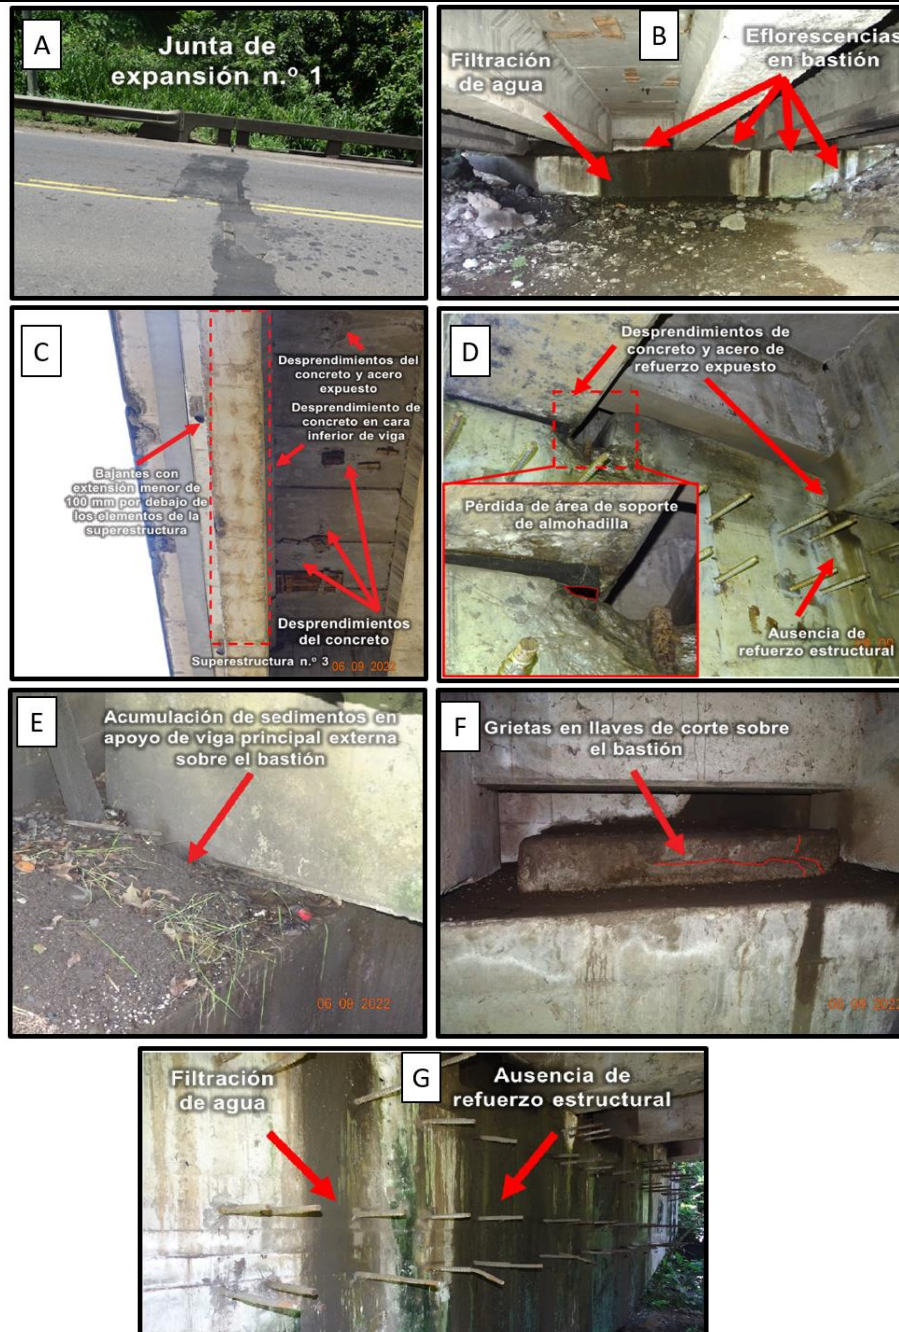 A
Junta de
expansión n.º 1
B
Filtración
de agua
Eflorescencias
en bastión
C
Desprendimientos del
concreto y acero
expuesto
Desprendimiento de
concreto en cara
inferior de viga
Bajantes con
extensión menor de
100 mm por debajo de
los elementos de la
superestructura
Desprendimientos
del concreto
Superestructura n.º 3
06 09 2022
D
Desprendimientos de
concreto y acero de
refuerzo expuesto
Pérdida de área de soporte
de almohadilla
Ausencia de
refuerzo estructural
E
Acumulación de sedimentos en
apoyo de viga principal externa
sobre el bastión
06 09 2022
F
Grietas en llaves de corte sobre
el bastión
06 09 2022
G
Filtración
de agua
Ausencia de
refuerzo estructural